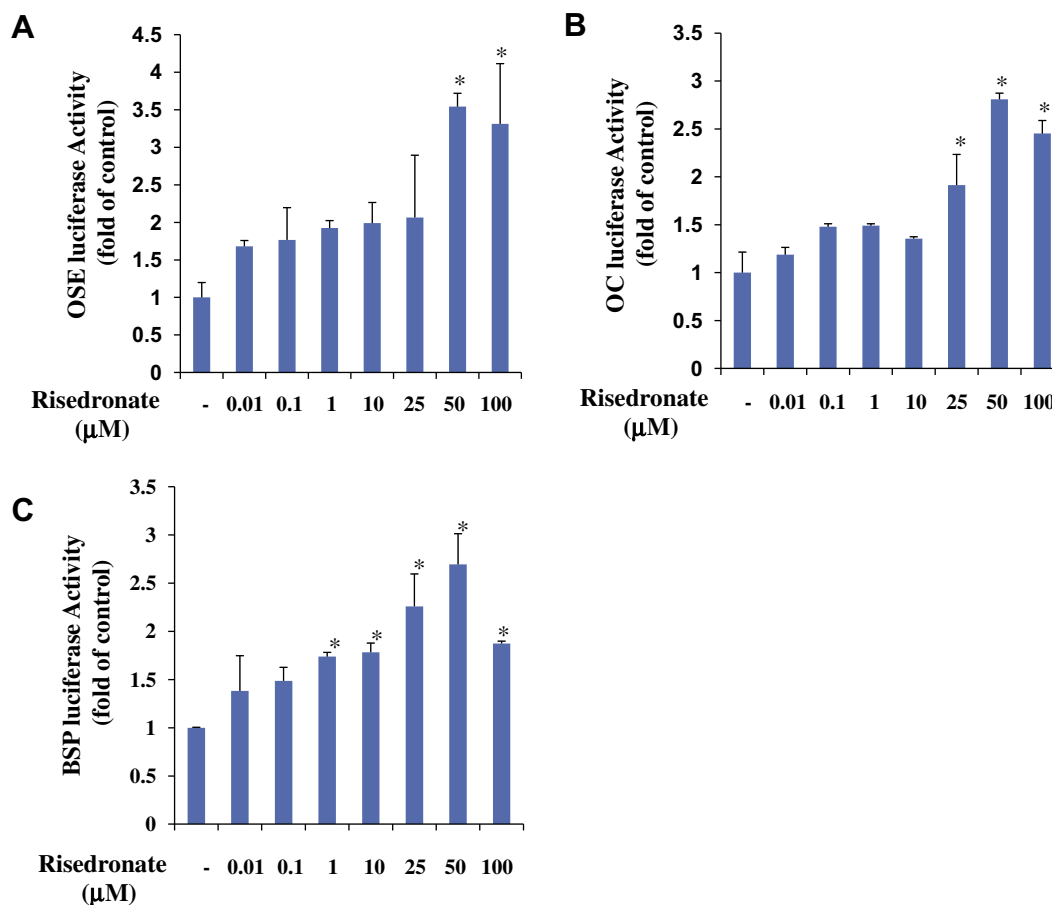 A
OSE luciferase Activity
(fold of control)
4.5
4
3.5
3
2.5
2
1.5
1
0.5
0
* *
Risedronate
(μM)
- 0.01 0.1 1 10 25 50 100
B
OC luciferase Activity
(fold of control)
3.5
3
2.5
2
1.5
1
0.5
0
* * *
Risedronate
(μM)
- 0.01 0.1 1 10 25 50 100
C
BSP luciferase Activity
(fold of control)
3.5
3
2.5
2
1.5
1
0.5
0
* * * * *
Risedronate
(μM)
- 0.01 0.1 1 10 25 50 100